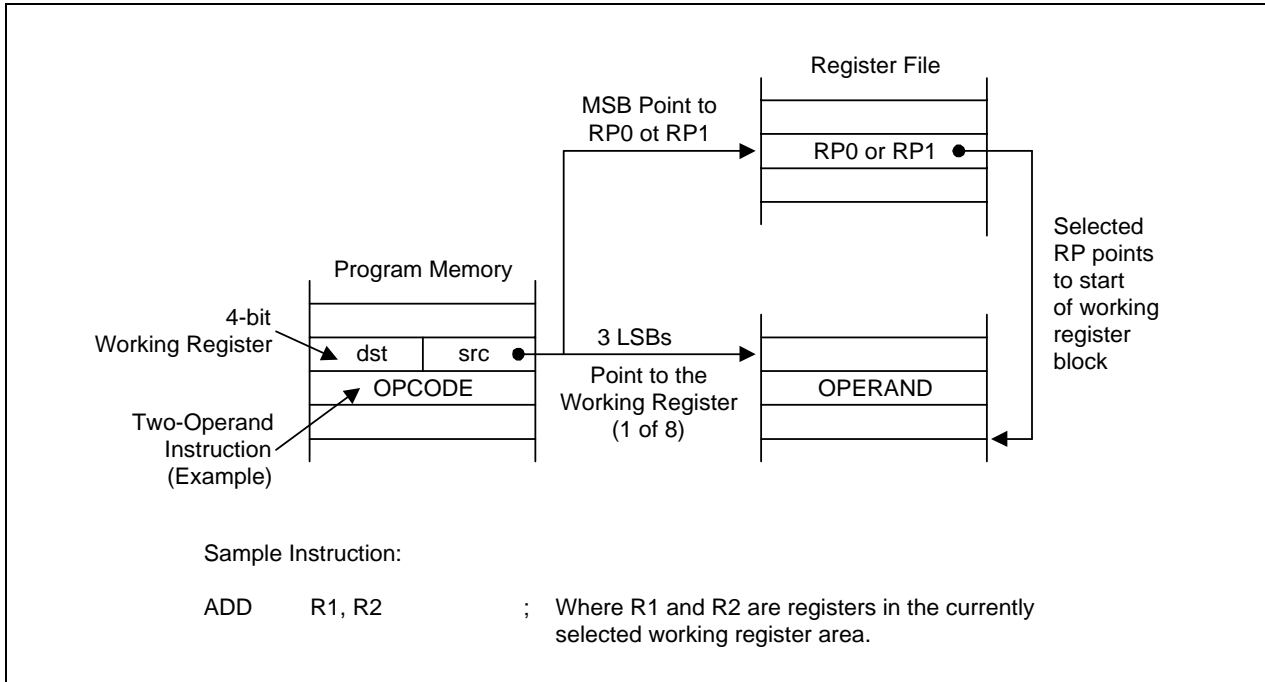 Register File
MSB Point to
RP0 ot RP1
RP0 or RP1
Selected
RP points
to start
of working
register
block
Program Memory
4-bit
Working Register
dst
src
3 LSBs
OPCODE
Point to the
Working Register
(1 of 8)
OPERAND
Two-Operand
Instruction
(Example)
Sample Instruction:
ADD R1, R2 ; Where R1 and R2 are registers in the currently
selected working register area.